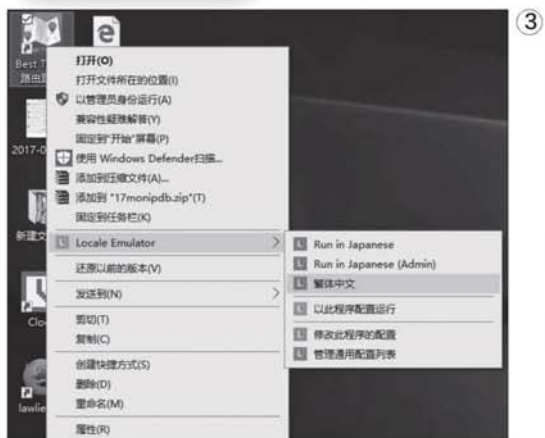 ③
Best T
路由
2017-0
新建文
Clo
lawlie
打开(O)
打开文件所在的位置(I)
以管理员身份运行(A)
兼容性疑难解答(Y)
固定到"开始"屏幕(P)
使用 Windows Defender扫描...
添加到压缩文件(A)...
添加到 "17monipdb.zip"(T)
固定到任务栏(K)
Locale Emulator
还原以前的版本(V)
发送到(N)
剪切(T)
复制(C)
创建快捷方式(S)
删除(D)
重命名(M)
属性(R)
Run in Japanese
Run in Japanese (Admin)
繁体中文
以此程序配置运行
修改此程序的配置
管理通用配置列表